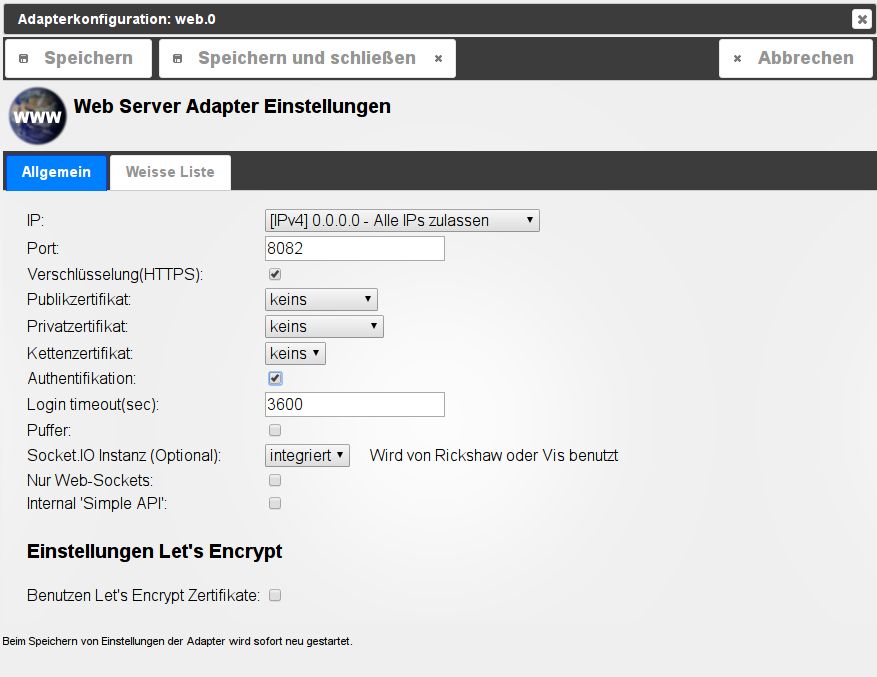 Adapterkonfiguration: web.0
Speichern
Speichern und schließen
Abbrechen
www
Web Server Adapter Einstellungen
Allgemein
Weisse Liste
IP:
[IPv4] 0.0.0.0 - Alle IPs zulassen
Port:
8082
Verschlüsselung(HTTPS):
Publikzertifikat:
keins
Privatzertifikat:
keins
Kettenzertifikat:
keins
Authentifikation:
Login timeout(sec):
3600
Puffer:
Socket.IO Instanz (Optional):
integriert
Wird von Rickshaw oder Vis benutzt
Nur Web-Sockets:
Internal 'Simple API':
Einstellungen Let's Encrypt
Benutzen Let's Encrypt Zertifikate:
Beim Speichern von Einstellungen der Adapter wird sofort neu gestartet.